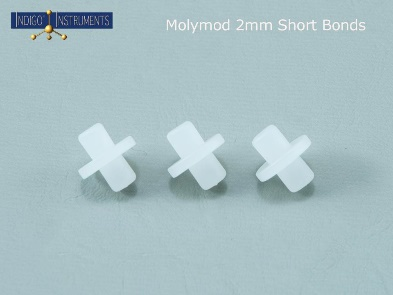 INDIGO INSTRUMENTS
Molymod 2mm Short Bonds